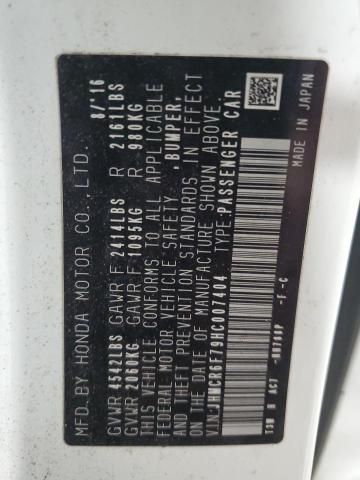 MFD.BY HONDA MOTOR CO.,LTD. 8/'16
GVWR 4542LBS GAWR F 2414LBS R 2161LBS
GVWR 2060KG GAWR F 1095KG R 980KG
THIS VEHICLE CONFORMS TO ALL APPLICABLE
FEDERAL MOTOR VEHICLE SAFETY ,BUMPER,
AND THEFT PREVENTION STANDARDS IN EFFECT
ON THE DATE OF MANUFACTURE SHOWN ABOVE.
V.I.N.:JHMCR6F79HC007404 TYPE:PASSENGER CAR
MADE IN JAPAN
T3W H AC7 -F -C